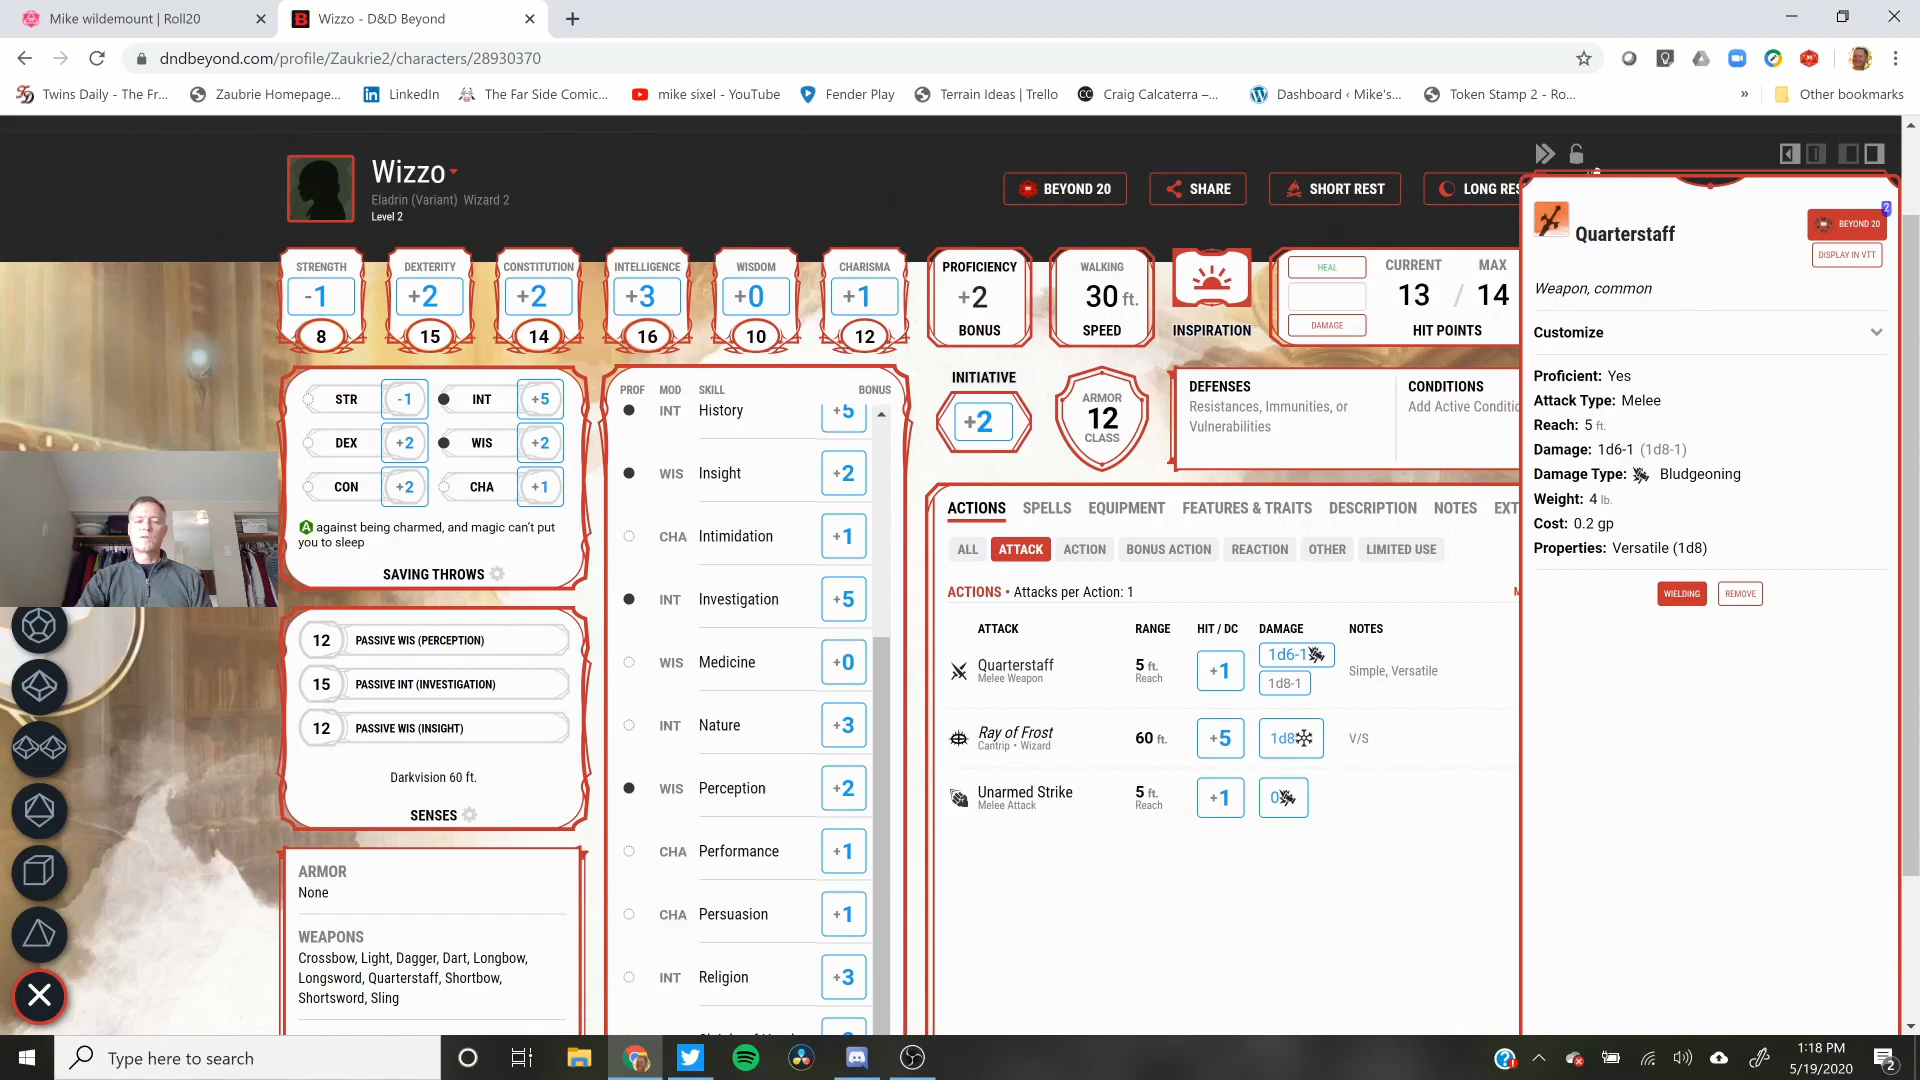 Mike wildemount | Roll20
Wizzo - D&D Beyond
dndbeyond.com/profile/Zaukrie2/characters/28930370
Twins Daily - The Fr...
Zaubrie Homepage...
LinkedIn
The Far Side Comic...
mike sixel - YouTube
Fender Play
Terrain Ideas | Trello
Craig Calcaterra –...
Dashboard ‹ Mike's...
Token Stamp 2 - Ro...
»
Other bookmarks
Wizzo
Eladrin (Variant) Wizard 2
Level 2
BEYOND 20
SHARE
SHORT REST
LONG RES
STRENGTH
-1
8
DEXTERITY
+2
15
CONSTITUTION
+2
14
INTELLIGENCE
+3
16
WISDOM
+0
10
CHARISMA
+1
12
PROFICIENCY
+2
BONUS
WALKING
30 ft.
SPEED
INSPIRATION
HEAL
DAMAGE
CURRENT
MAX
13 / 14
HIT POINTS
STR -1
INT +5
DEX +2
WIS +2
CON +2
CHA +1
A against being charmed, and magic can't put
you to sleep
SAVING THROWS
12 PASSIVE WIS (PERCEPTION)
15 PASSIVE INT (INVESTIGATION)
12 PASSIVE WIS (INSIGHT)
Darkvision 60 ft.
SENSES
ARMOR
None
WEAPONS
Crossbow, Light, Dagger, Dart, Longbow,
Longsword, Quarterstaff, Shortbow,
Shortsword, Sling
PROF MOD SKILL BONUS
INT History +5
WIS Insight +2
CHA Intimidation +1
INT Investigation +5
WIS Medicine +0
INT Nature +3
WIS Perception +2
CHA Performance +1
CHA Persuasion +1
INT Religion +3
INITIATIVE
+2
ARMOR
12
CLASS
DEFENSES
Resistances, Immunities, or
Vulnerabilities
CONDITIONS
Add Active Conditio
ACTIONS SPELLS EQUIPMENT FEATURES & TRAITS DESCRIPTION NOTES EXT
ALL ATTACK ACTION BONUS ACTION REACTION OTHER LIMITED USE
ACTIONS • Attacks per Action: 1
ATTACK RANGE HIT / DC DAMAGE NOTES
Quarterstaff
Melee Weapon
5 ft.
Reach
+1
1d6-1
1d8-1
Simple, Versatile
Ray of Frost
Cantrip • Wizard
60 ft.
+5
1d8
V/S
Unarmed Strike
Melee Attack
5 ft.
Reach
+1
0
Quarterstaff
2
BEYOND 20
DISPLAY IN VTT
Weapon, common
Customize
Proficient: Yes
Attack Type: Melee
Reach: 5 ft.
Damage: 1d6-1 (1d8-1)
Damage Type: Bludgeoning
Weight: 4 lb.
Cost: 0.2 gp
Properties: Versatile (1d8)
WIELDING
REMOVE
Type here to search
1:18 PM
5/19/2020
2